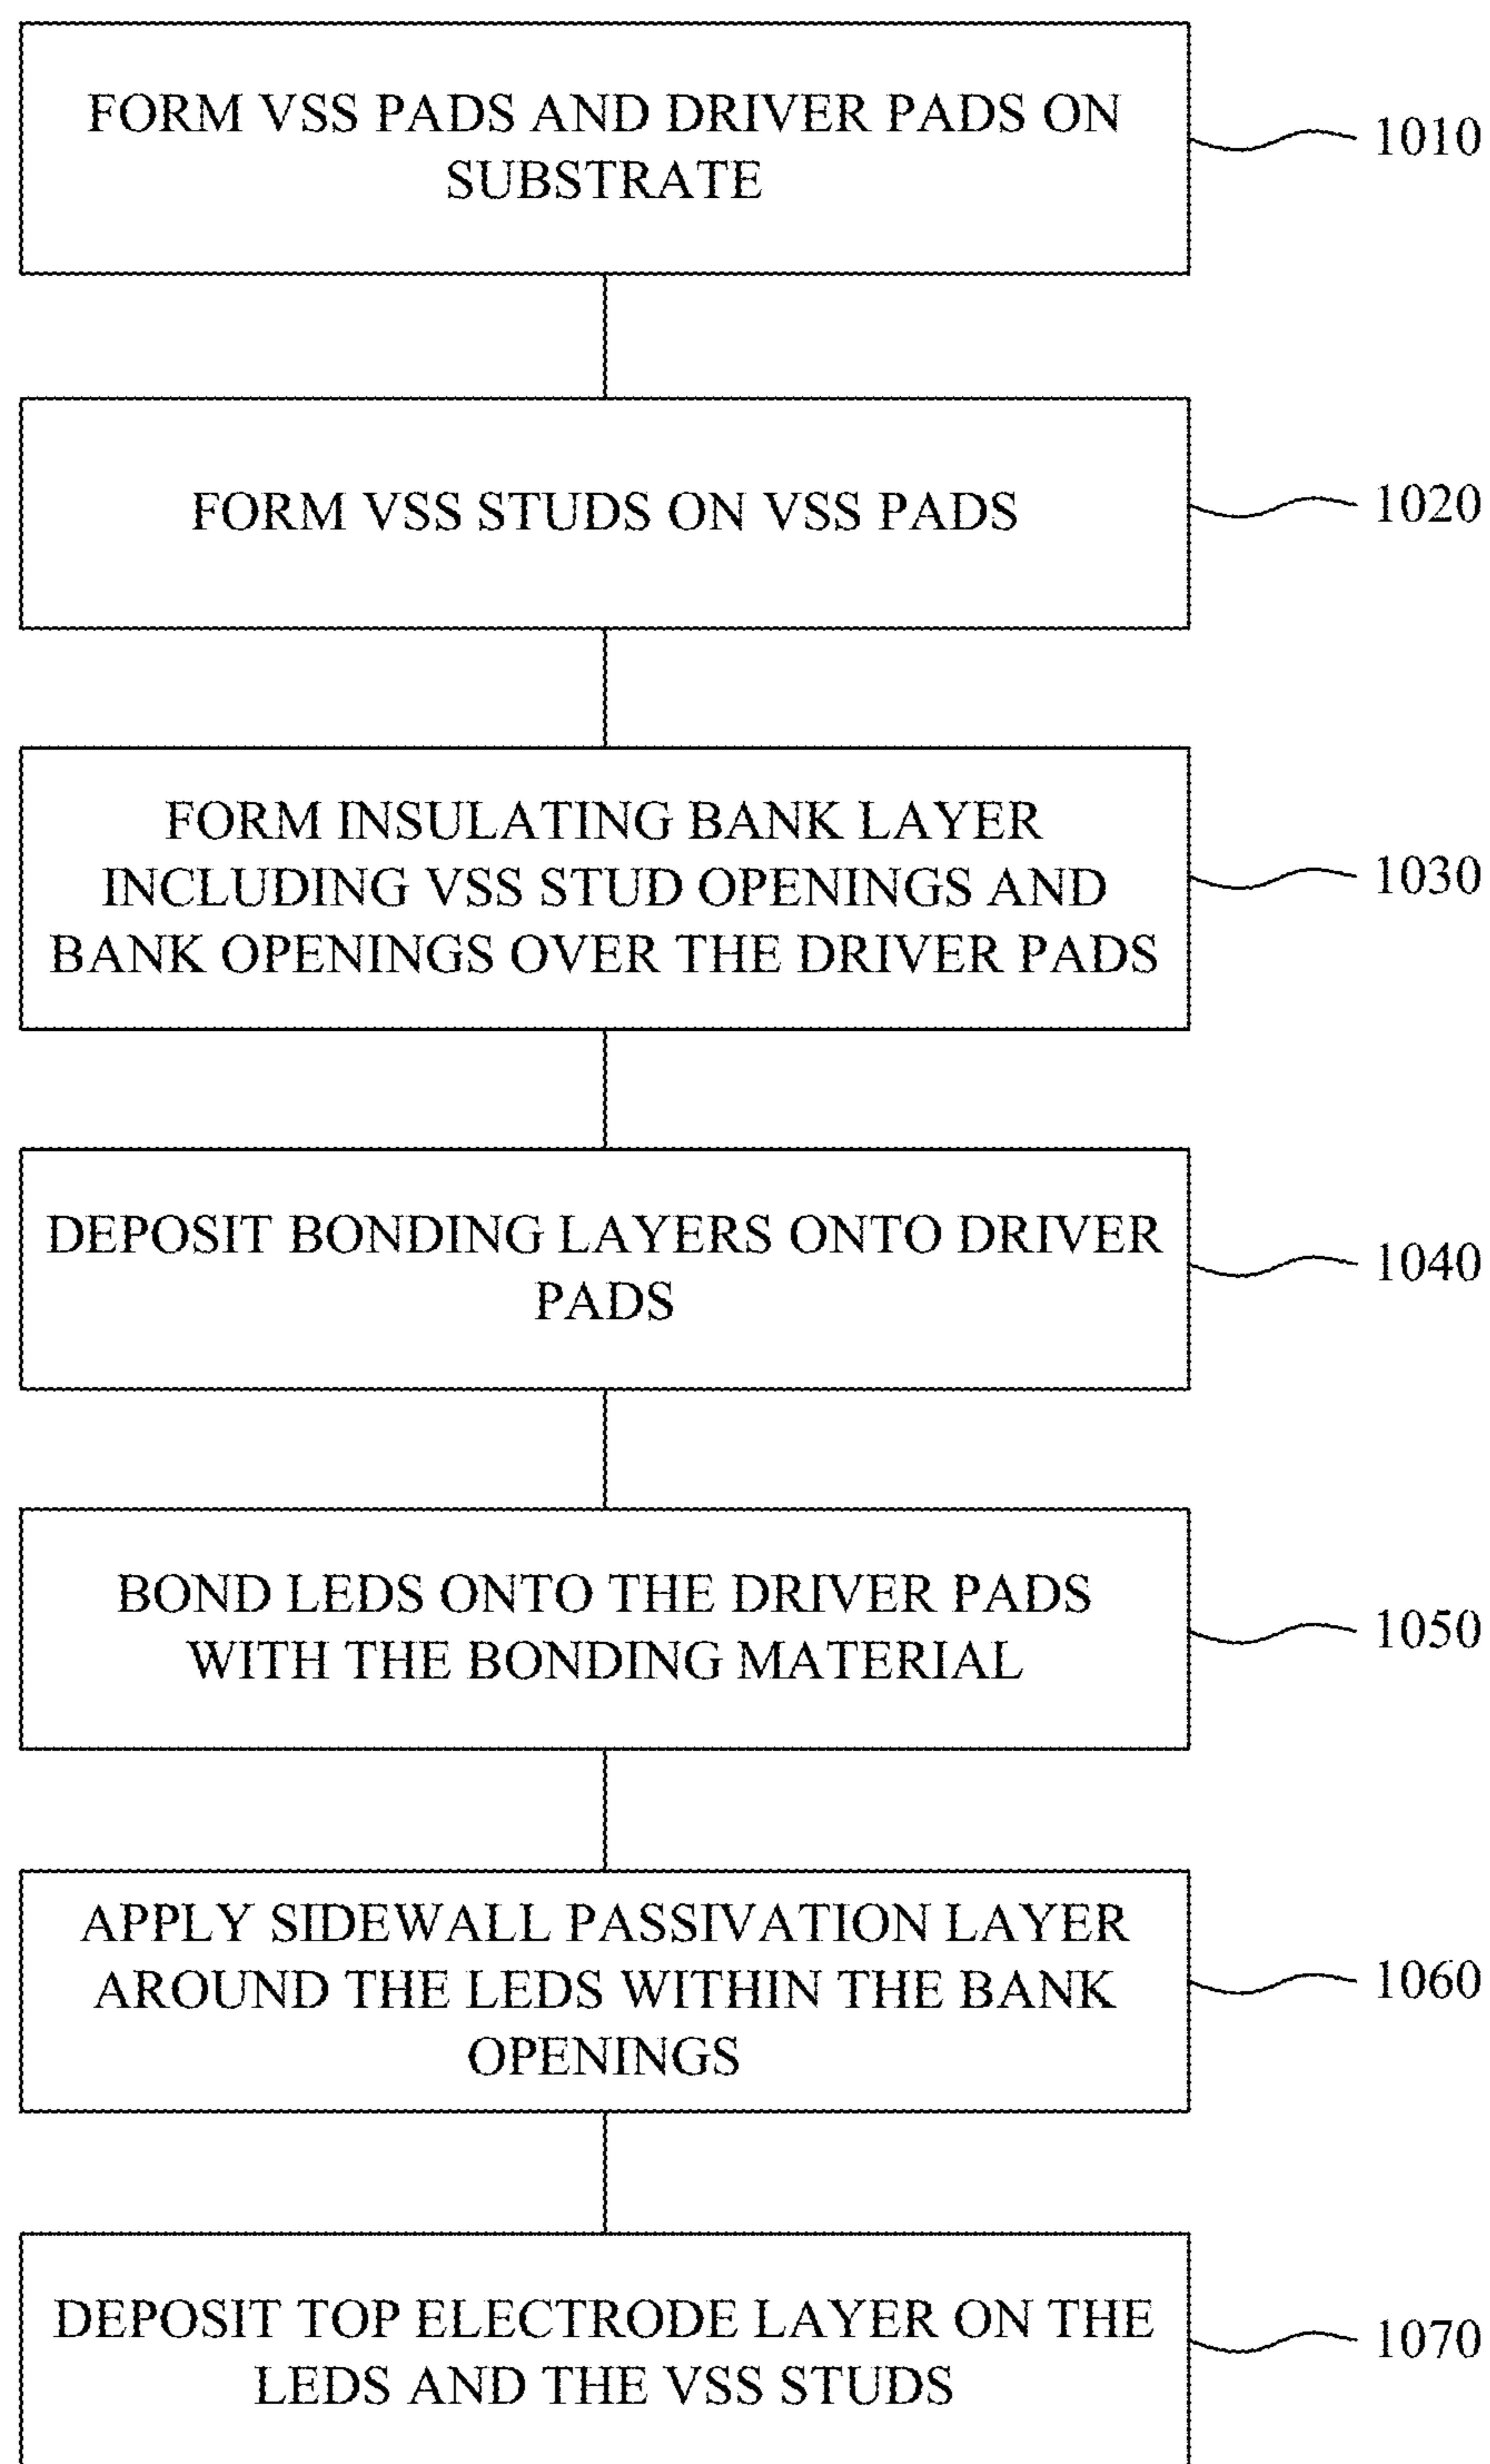 FORM VSS PADS AND DRIVER PADS ON
SUBSTRATE
1010
FORM VSS STUDS ON VSS PADS
1020
FORM INSULATING BANK LAYER
INCLUDING VSS STUD OPENINGS AND
BANK OPENINGS OVER THE DRIVER PADS
1030
DEPOSIT BONDING LAYERS ONTO DRIVER
PADS
1040
BOND LEDS ONTO THE DRIVER PADS
WITH THE BONDING MATERIAL
1050
APPLY SIDEWALL PASSIVATION LAYER
AROUND THE LEDS WITHIN THE BANK
OPENINGS
1060
DEPOSIT TOP ELECTRODE LAYER ON THE
LEDS AND THE VSS STUDS
1070